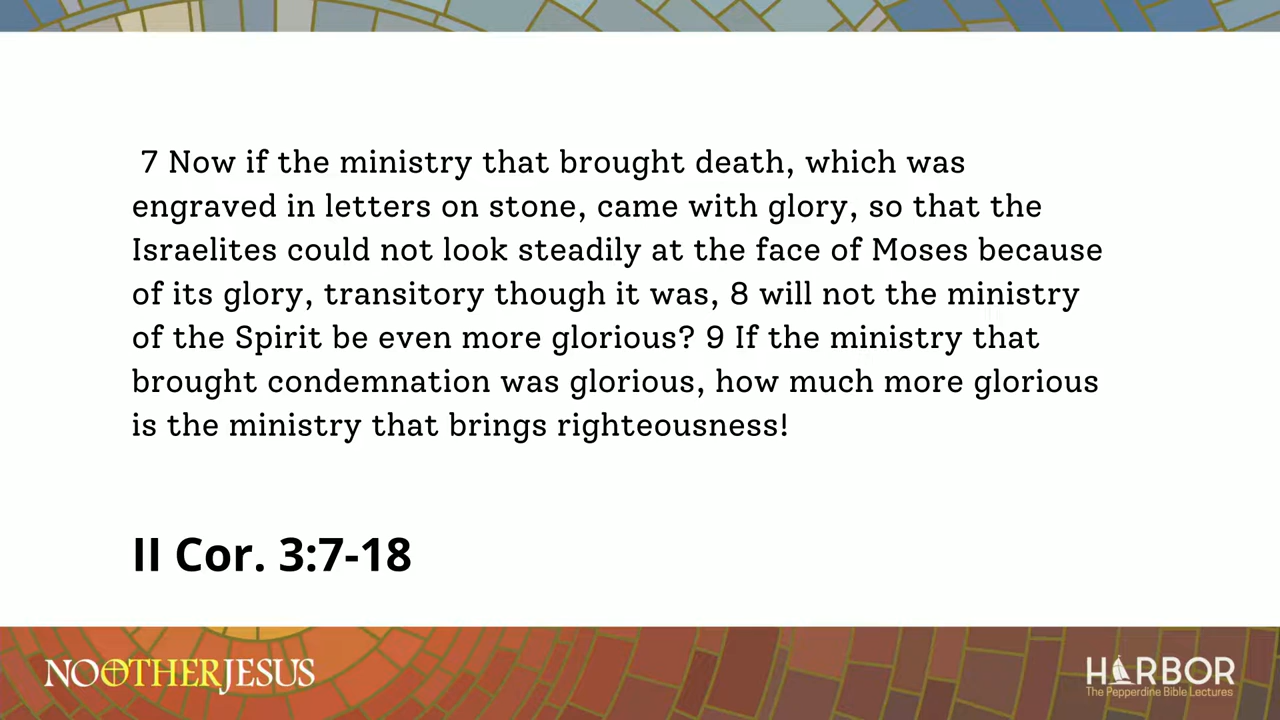 7 Now if the ministry that brought death, which was
engraved in letters on stone, came with glory, so that the
Israelites could not look steadily at the face of Moses because
of its glory, transitory though it was, 8 will not the ministry
of the Spirit be even more glorious? 9 If the ministry that
brought condemnation was glorious, how much more glorious
is the ministry that brings righteousness!
II Cor. 3:7-18
NO OTHER JESUS
HARBOR
The Pepperdine Bible Lectures